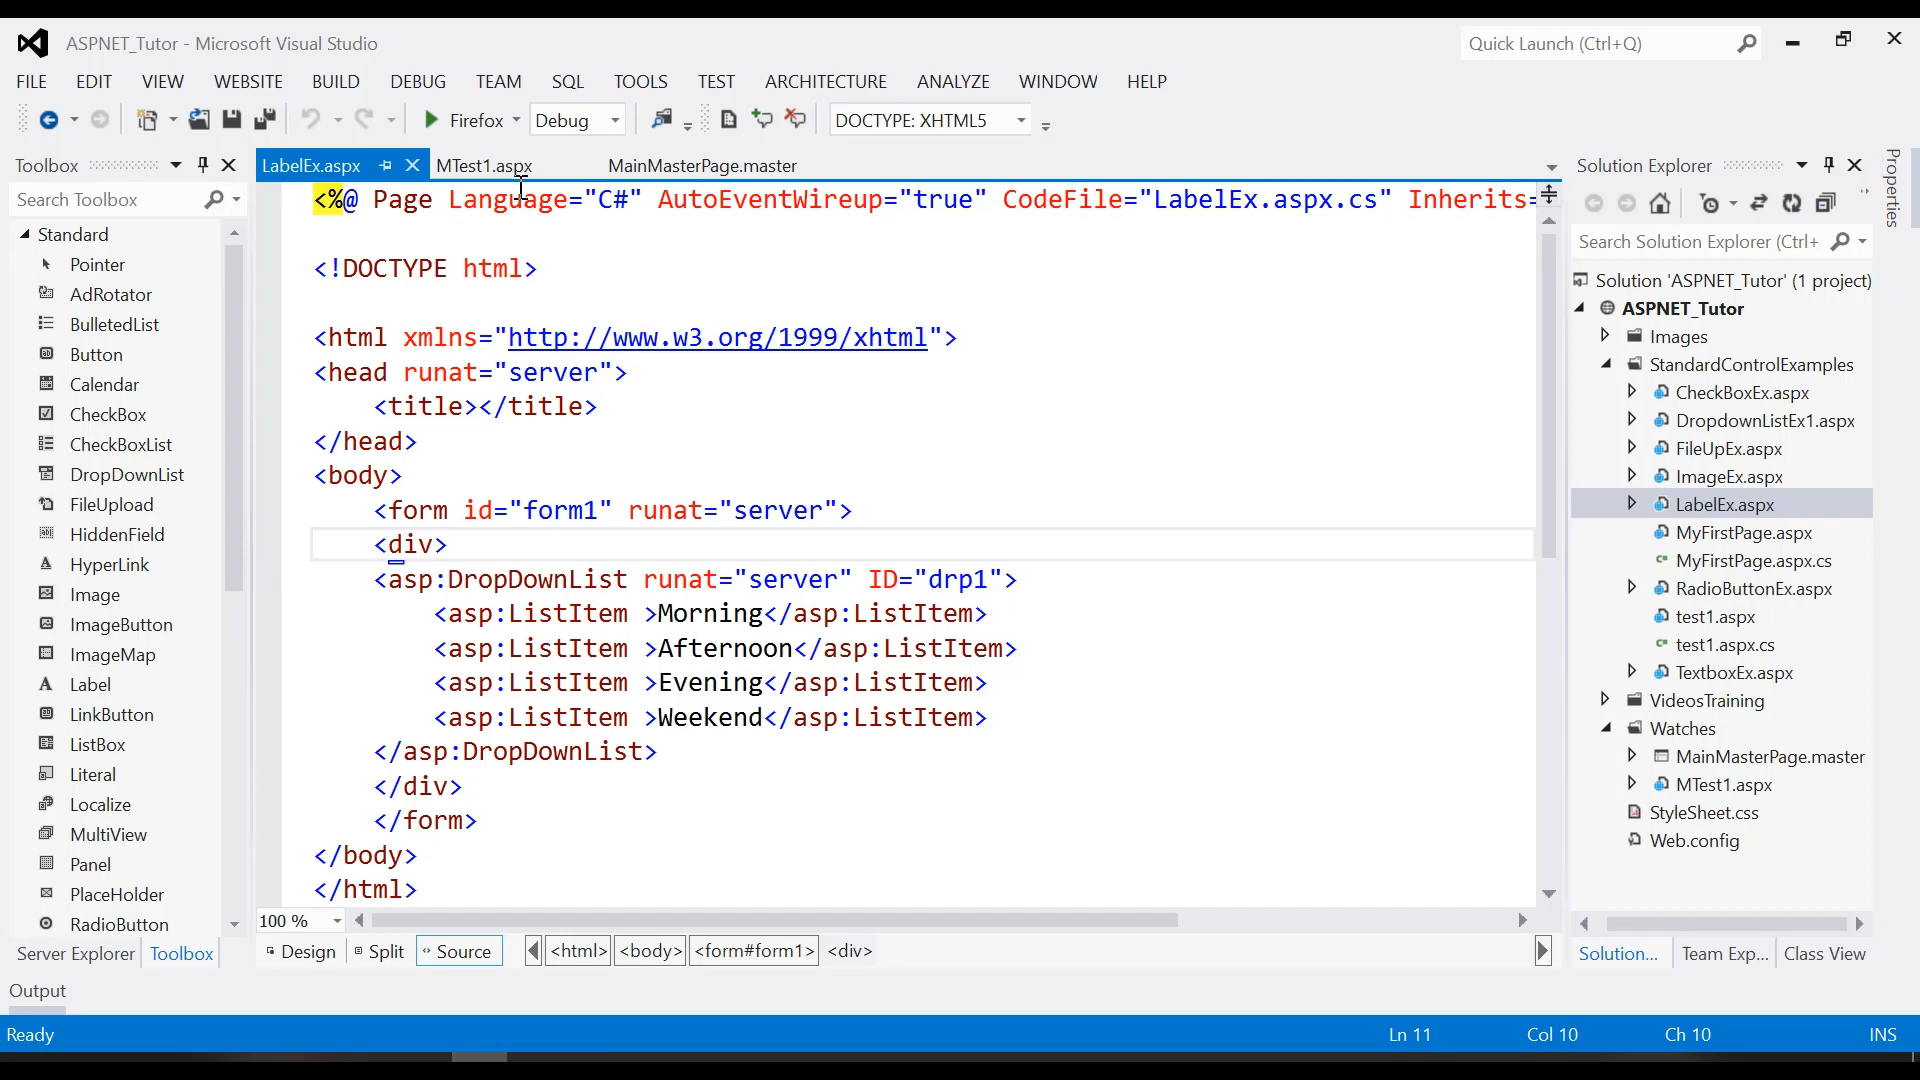 ASPNET_Tutor - Microsoft Visual Studio
Quick Launch (Ctrl+Q)
FILE EDIT VIEW WEBSITE BUILD DEBUG TEAM SQL TOOLS TEST ARCHITECTURE ANALYZE WINDOW HELP
Firefox Debug DOCTYPE: XHTML5
Toolbox
Search Toolbox
Standard
Pointer
AdRotator
BulletedList
Button
Calendar
CheckBox
CheckBoxList
DropDownList
FileUpload
HiddenField
HyperLink
Image
ImageButton
ImageMap
Label
LinkButton
ListBox
Literal
Localize
MultiView
Panel
PlaceHolder
RadioButton
Server Explorer Toolbox
LabelEx.aspx MTest1.aspx MainMasterPage.master
<%@ Page Language="C#" AutoEventWireup="true" CodeFile="LabelEx.aspx.cs" Inherits=
<!DOCTYPE html>
<html xmlns="http://www.w3.org/1999/xhtml">
<head runat="server">
<title></title>
</head>
<body>
<form id="form1" runat="server">
<div>
<asp:DropDownList runat="server" ID="drp1">
<asp:ListItem >Morning</asp:ListItem>
<asp:ListItem >Afternoon</asp:ListItem>
<asp:ListItem >Evening</asp:ListItem>
<asp:ListItem >Weekend</asp:ListItem>
</asp:DropDownList>
</div>
</form>
</body>
</html>
100 %
Design Split Source <html> <body> <form#form1> <div>
Solution Explorer
Search Solution Explorer (Ctrl+
Solution 'ASPNET_Tutor' (1 project)
ASPNET_Tutor
Images
StandardControlExamples
CheckBoxEx.aspx
DropdownListEx1.aspx
FileUpEx.aspx
ImageEx.aspx
LabelEx.aspx
MyFirstPage.aspx
MyFirstPage.aspx.cs
RadioButtonEx.aspx
test1.aspx
test1.aspx.cs
TextboxEx.aspx
VideosTraining
Watches
MainMasterPage.master
MTest1.aspx
StyleSheet.css
Web.config
Solution... Team Exp... Class View
Properties
Output
Ready Ln 11 Col 10 Ch 10 INS